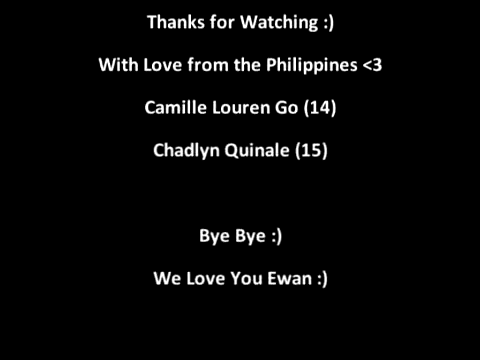 Thanks for Watching :)
With Love from the Philippines <3
Camille Louren Go (14)
Chadlyn Quinale (15)
Bye Bye :)
We Love You Ewan :)